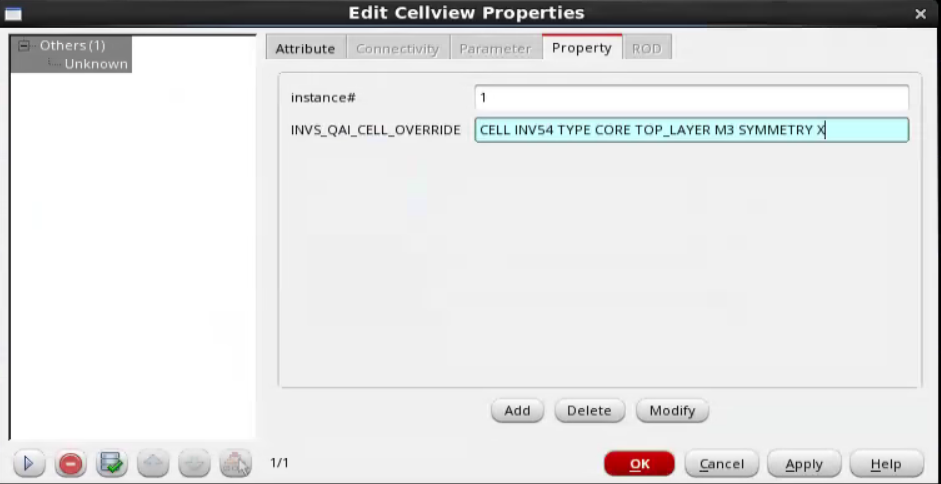 Edit Cellview Properties
Others (1)
Unknown
Attribute Connectivity Parameter Property ROD
instance# 1
INVS_QAI_CELL_OVERRIDE CELL INV54 TYPE CORE TOP_LAYER M3 SYMMETRY X
Add Delete Modify
1/1 OK Cancel Apply Help